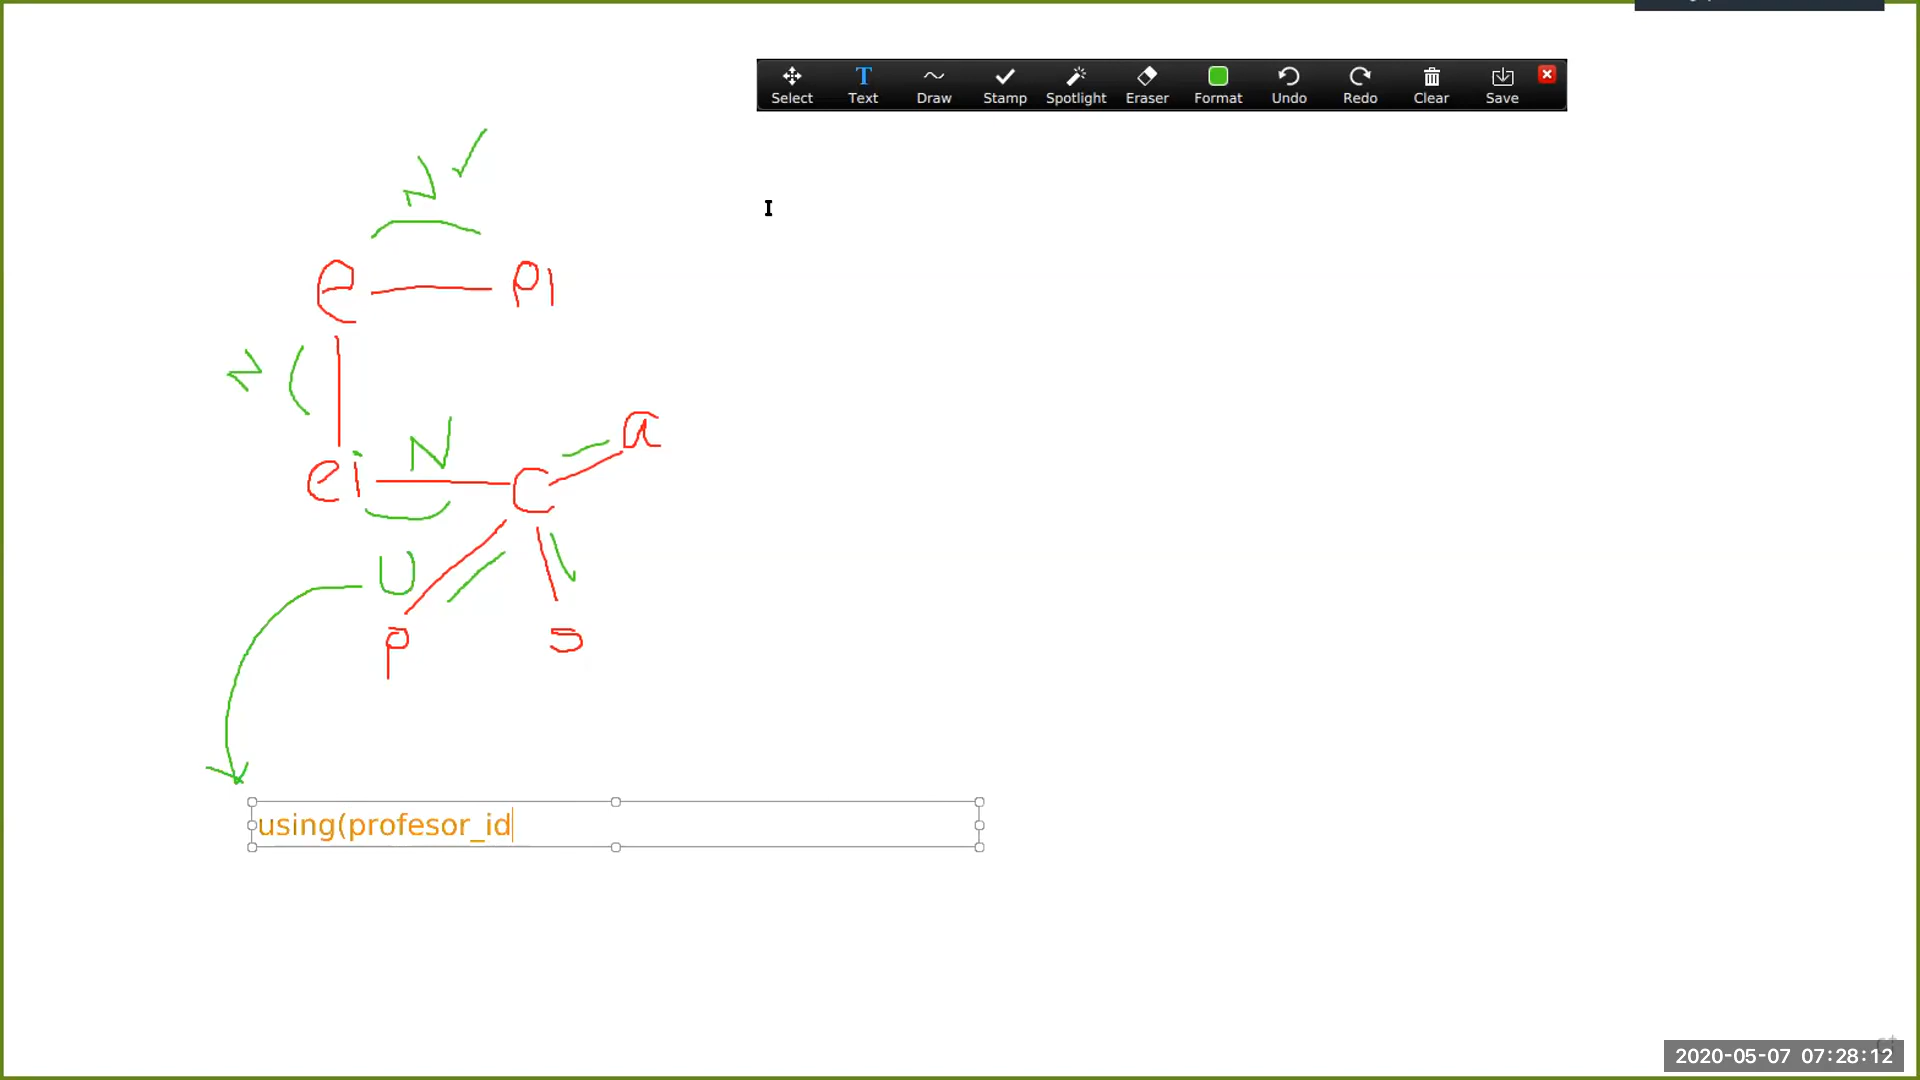 Select Text Draw Stamp Spotlight Eraser Format Undo Redo Clear Save
N
e
P1
N
a
ei
N
C
U
P
using(profesor_id
2020-05-07 07:28:12